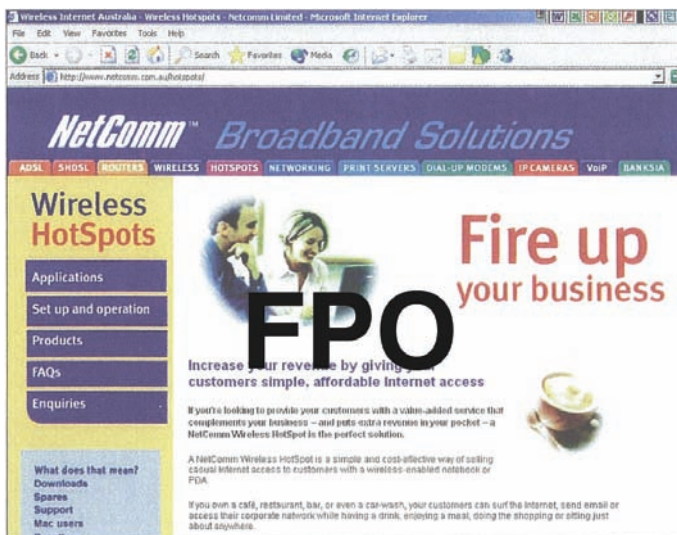 Wireless Internet Australia - Wireless Hotspots - Netcomm Limited - Microsoft Internet Explorer
File Edit View Favorites Tools Help
Back Search Favorites Media
Address http://www.netcomm.com.au/hotspots/
NetComm™ Broadband Solutions
ADSL SHDSL ROUTERS WIRELESS HOTSPOTS NETWORKING PRINT SERVERS DIAL-UP MODEMS IP CAMERAS VoIP BANKSIA
Wireless
HotSpots
Applications
Set up and operation
Products
FAQs
Enquiries
What does that mean?
Downloads
Spares
Support
Mac users
Fire up
your business
FPO
Increase your revenue by giving your
customers simple, affordable Internet access
If you're looking to provide your customers with a value-added service that
complements your business – and puts extra revenue in your pocket – a
NetComm Wireless HotSpot is the perfect solution.
A NetComm Wireless HotSpot is a simple and cost-effective way of selling
casual Internet access to customers with a wireless-enabled notebook or
PDA.
If you own a café, restaurant, bar, or even a car-wash, your customers can surf the Internet, send email or
access their corporate network while having a drink, enjoying a meal, doing the shopping or sitting just
about anywhere.